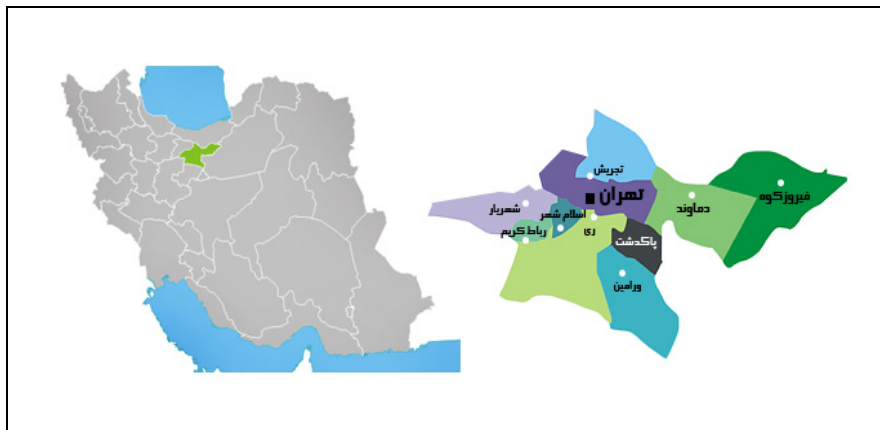 تجریش
تهران
فیروزکوه
دماوند
شهریار
اسلام شهر
ری
رباط کریم
پاکدشت
ورامین